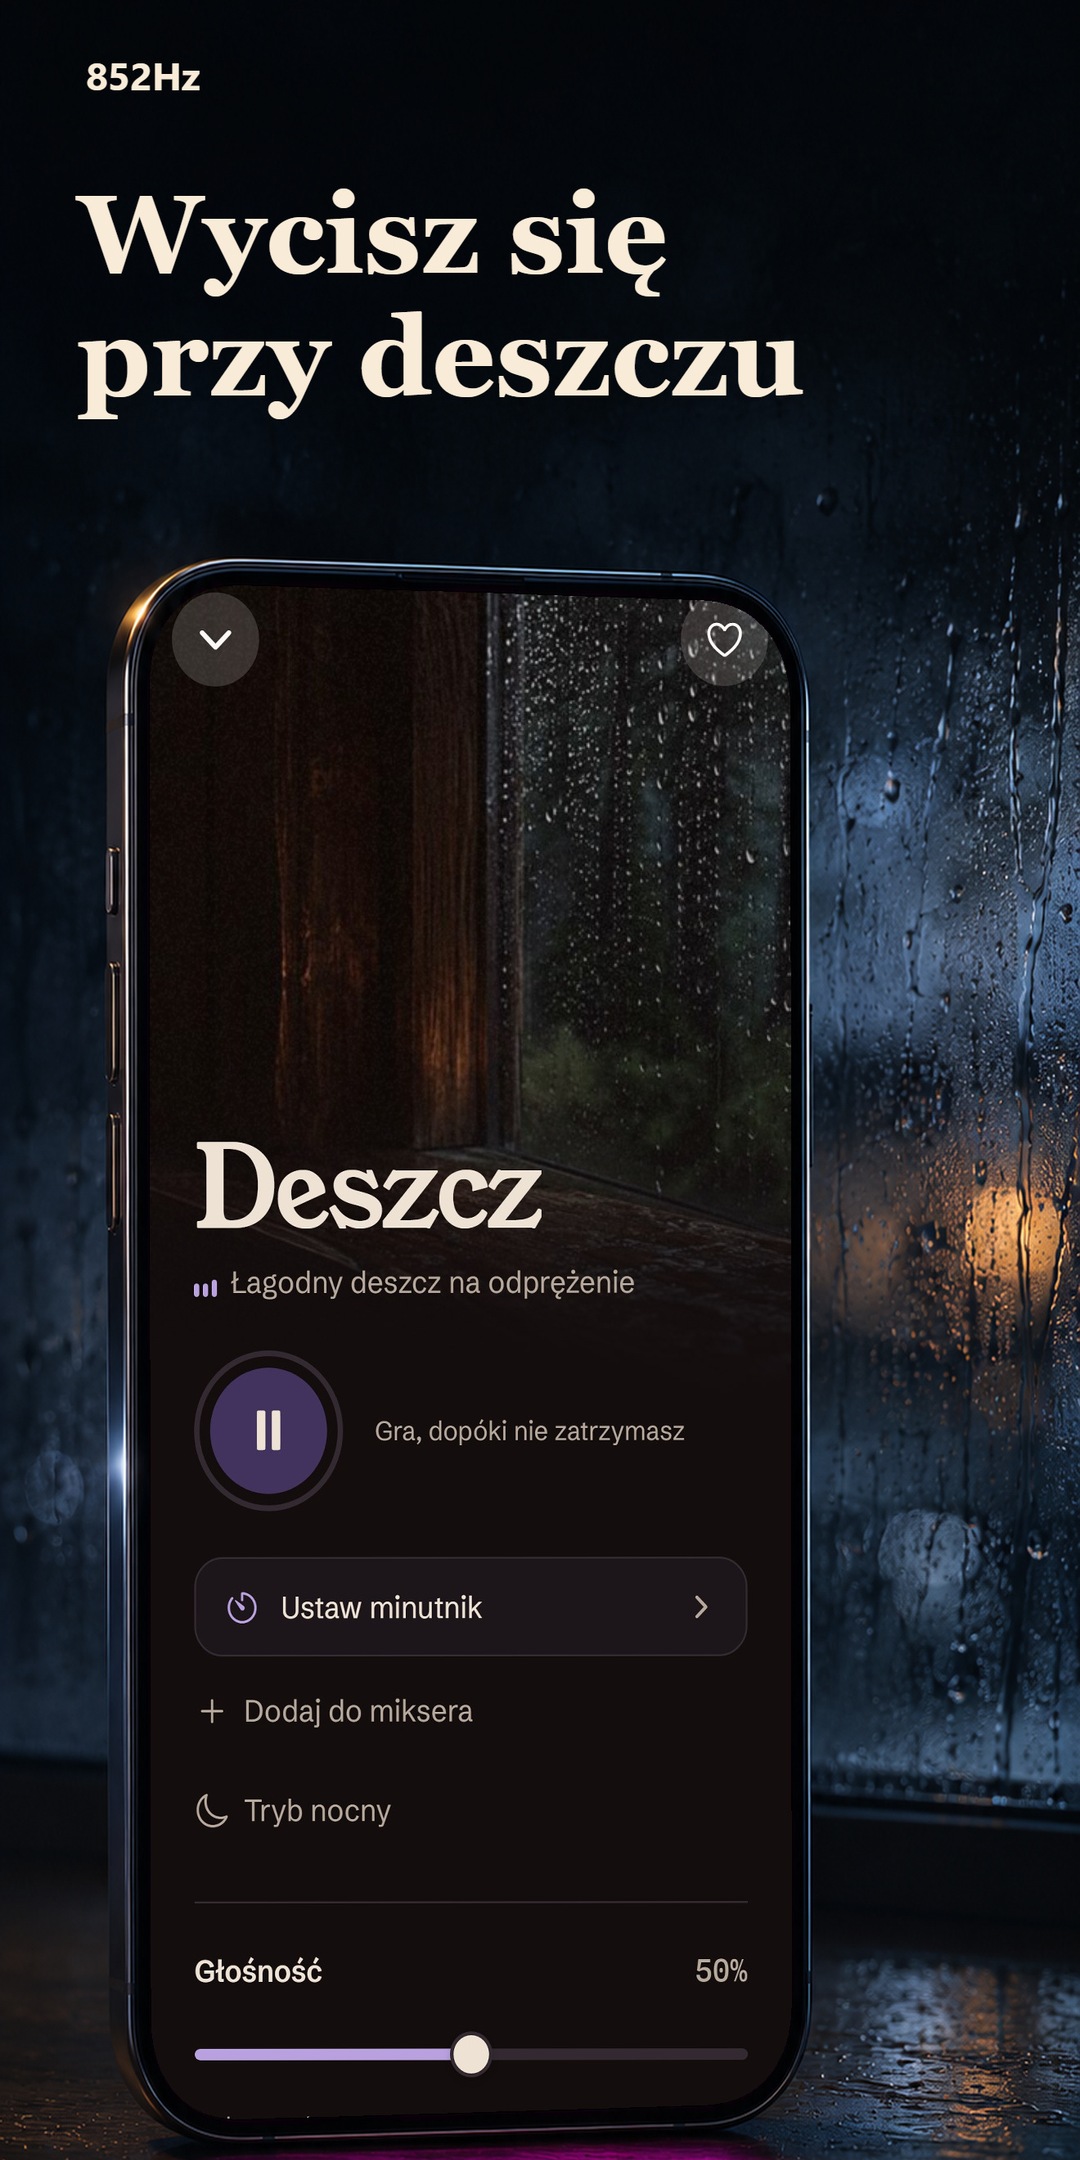 852Hz
Wycisz się
przy deszczu
Deszcz
Łagodny deszcz na odprężenie
Gra, dopóki nie zatrzymasz
Ustaw minutnik
Dodaj do miksera
Tryb nocny
Głośność 50%